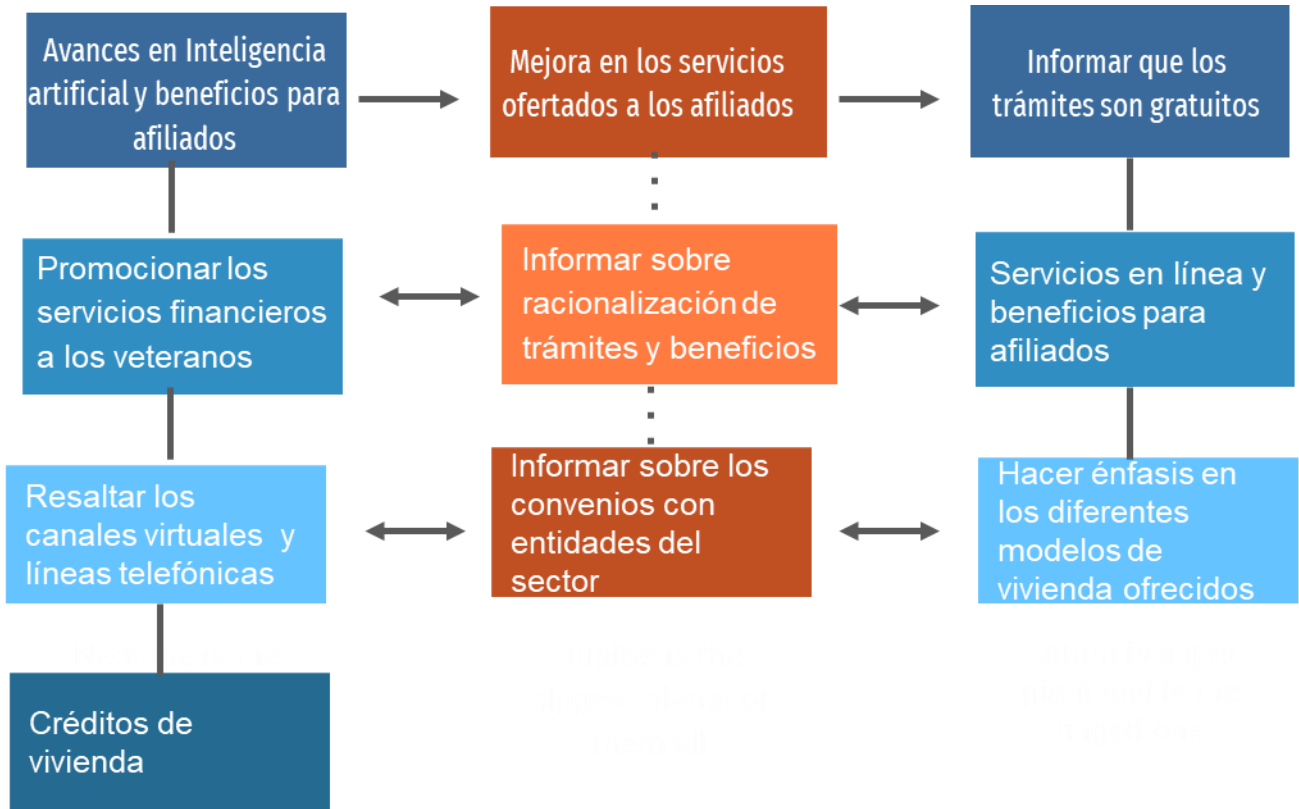 Avances en Inteligencia
artificial y beneficios para
afiliados
Mejora en los servicios
ofertados a los afiliados
Informar que los
trámites son gratuitos
Promocionar los
servicios financieros
a los veteranos
Informar sobre
racionalización de
trámites y beneficios
Servicios en línea y
beneficios para
afiliados
Resaltar los
canales virtuales y
líneas telefónicas
Informar sobre los
convenios con
entidades del
sector
Hacer énfasis en
los diferentes
modelos de
vivienda ofrecidos
Créditos de
vivienda